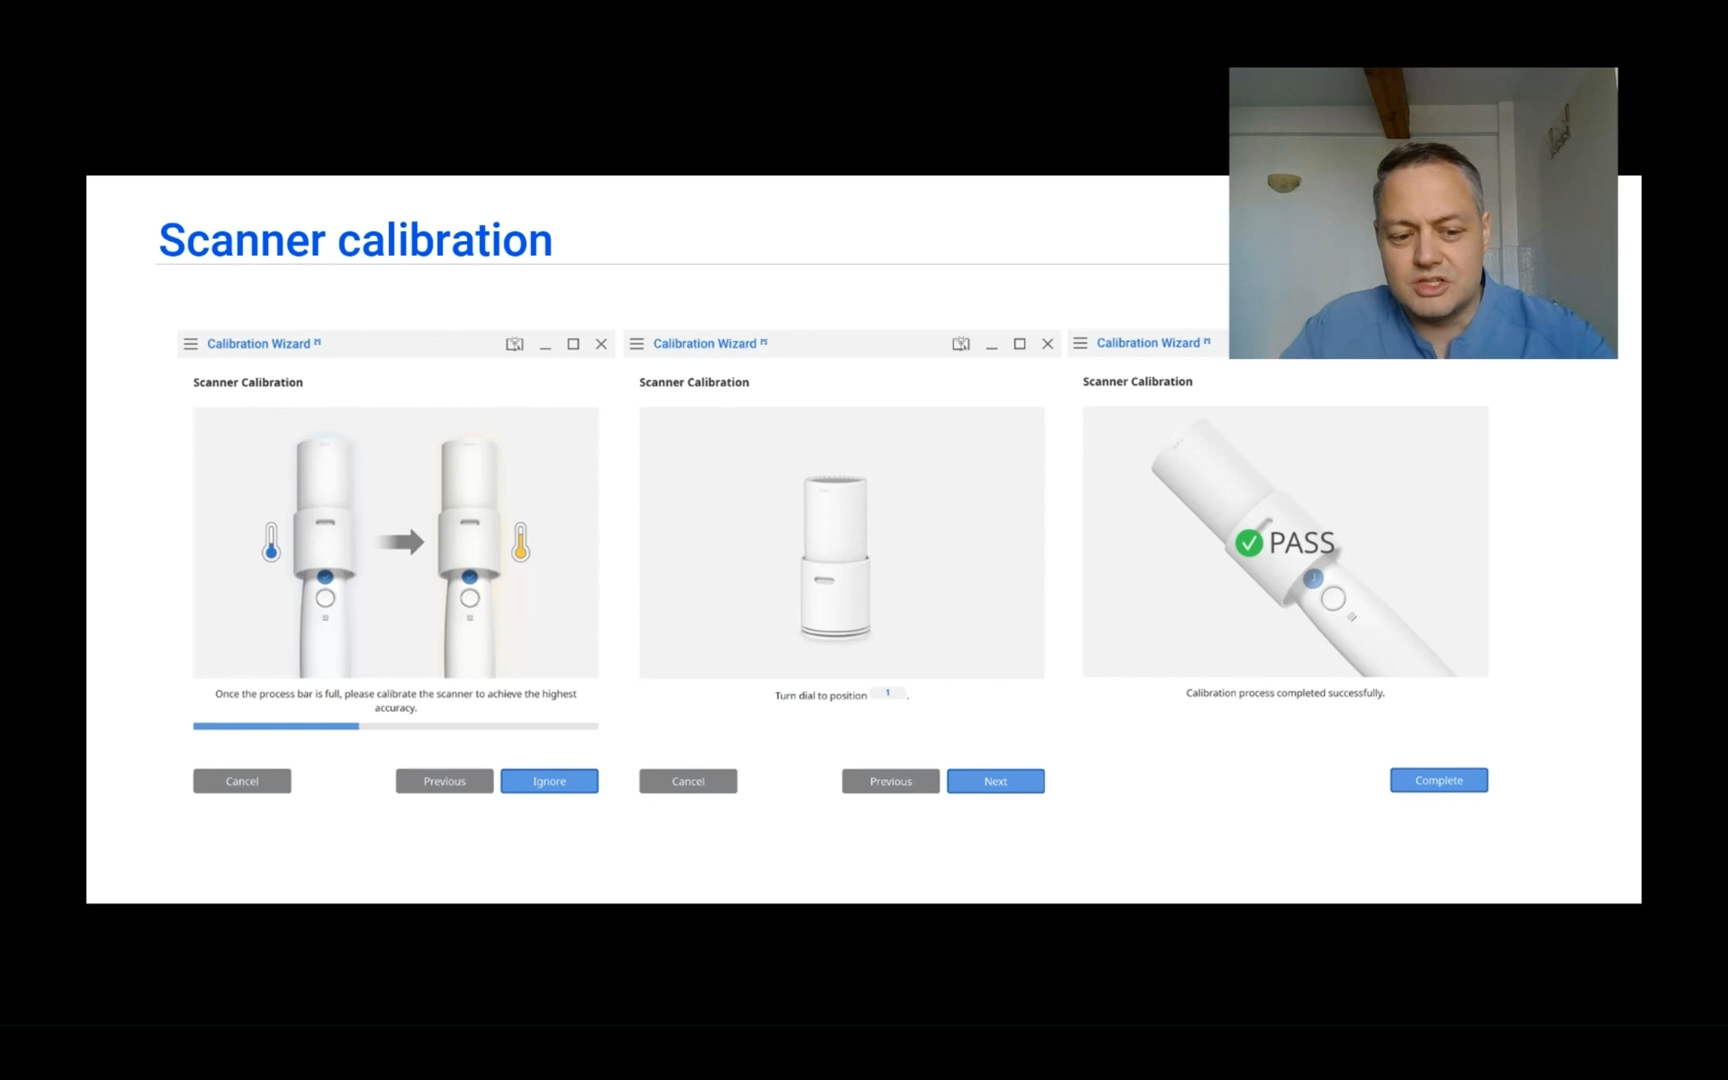 Scanner calibration
Calibration Wizard
Scanner Calibration
Once the process bar is full, please calibrate the scanner to achieve the highest
accuracy.
Cancel
Previous
Ignore
Calibration Wizard
Scanner Calibration
Turn dial to position 1 .
Cancel
Previous
Next
Calibration Wizard
Scanner Calibration
PASS
Calibration process completed successfully.
Complete